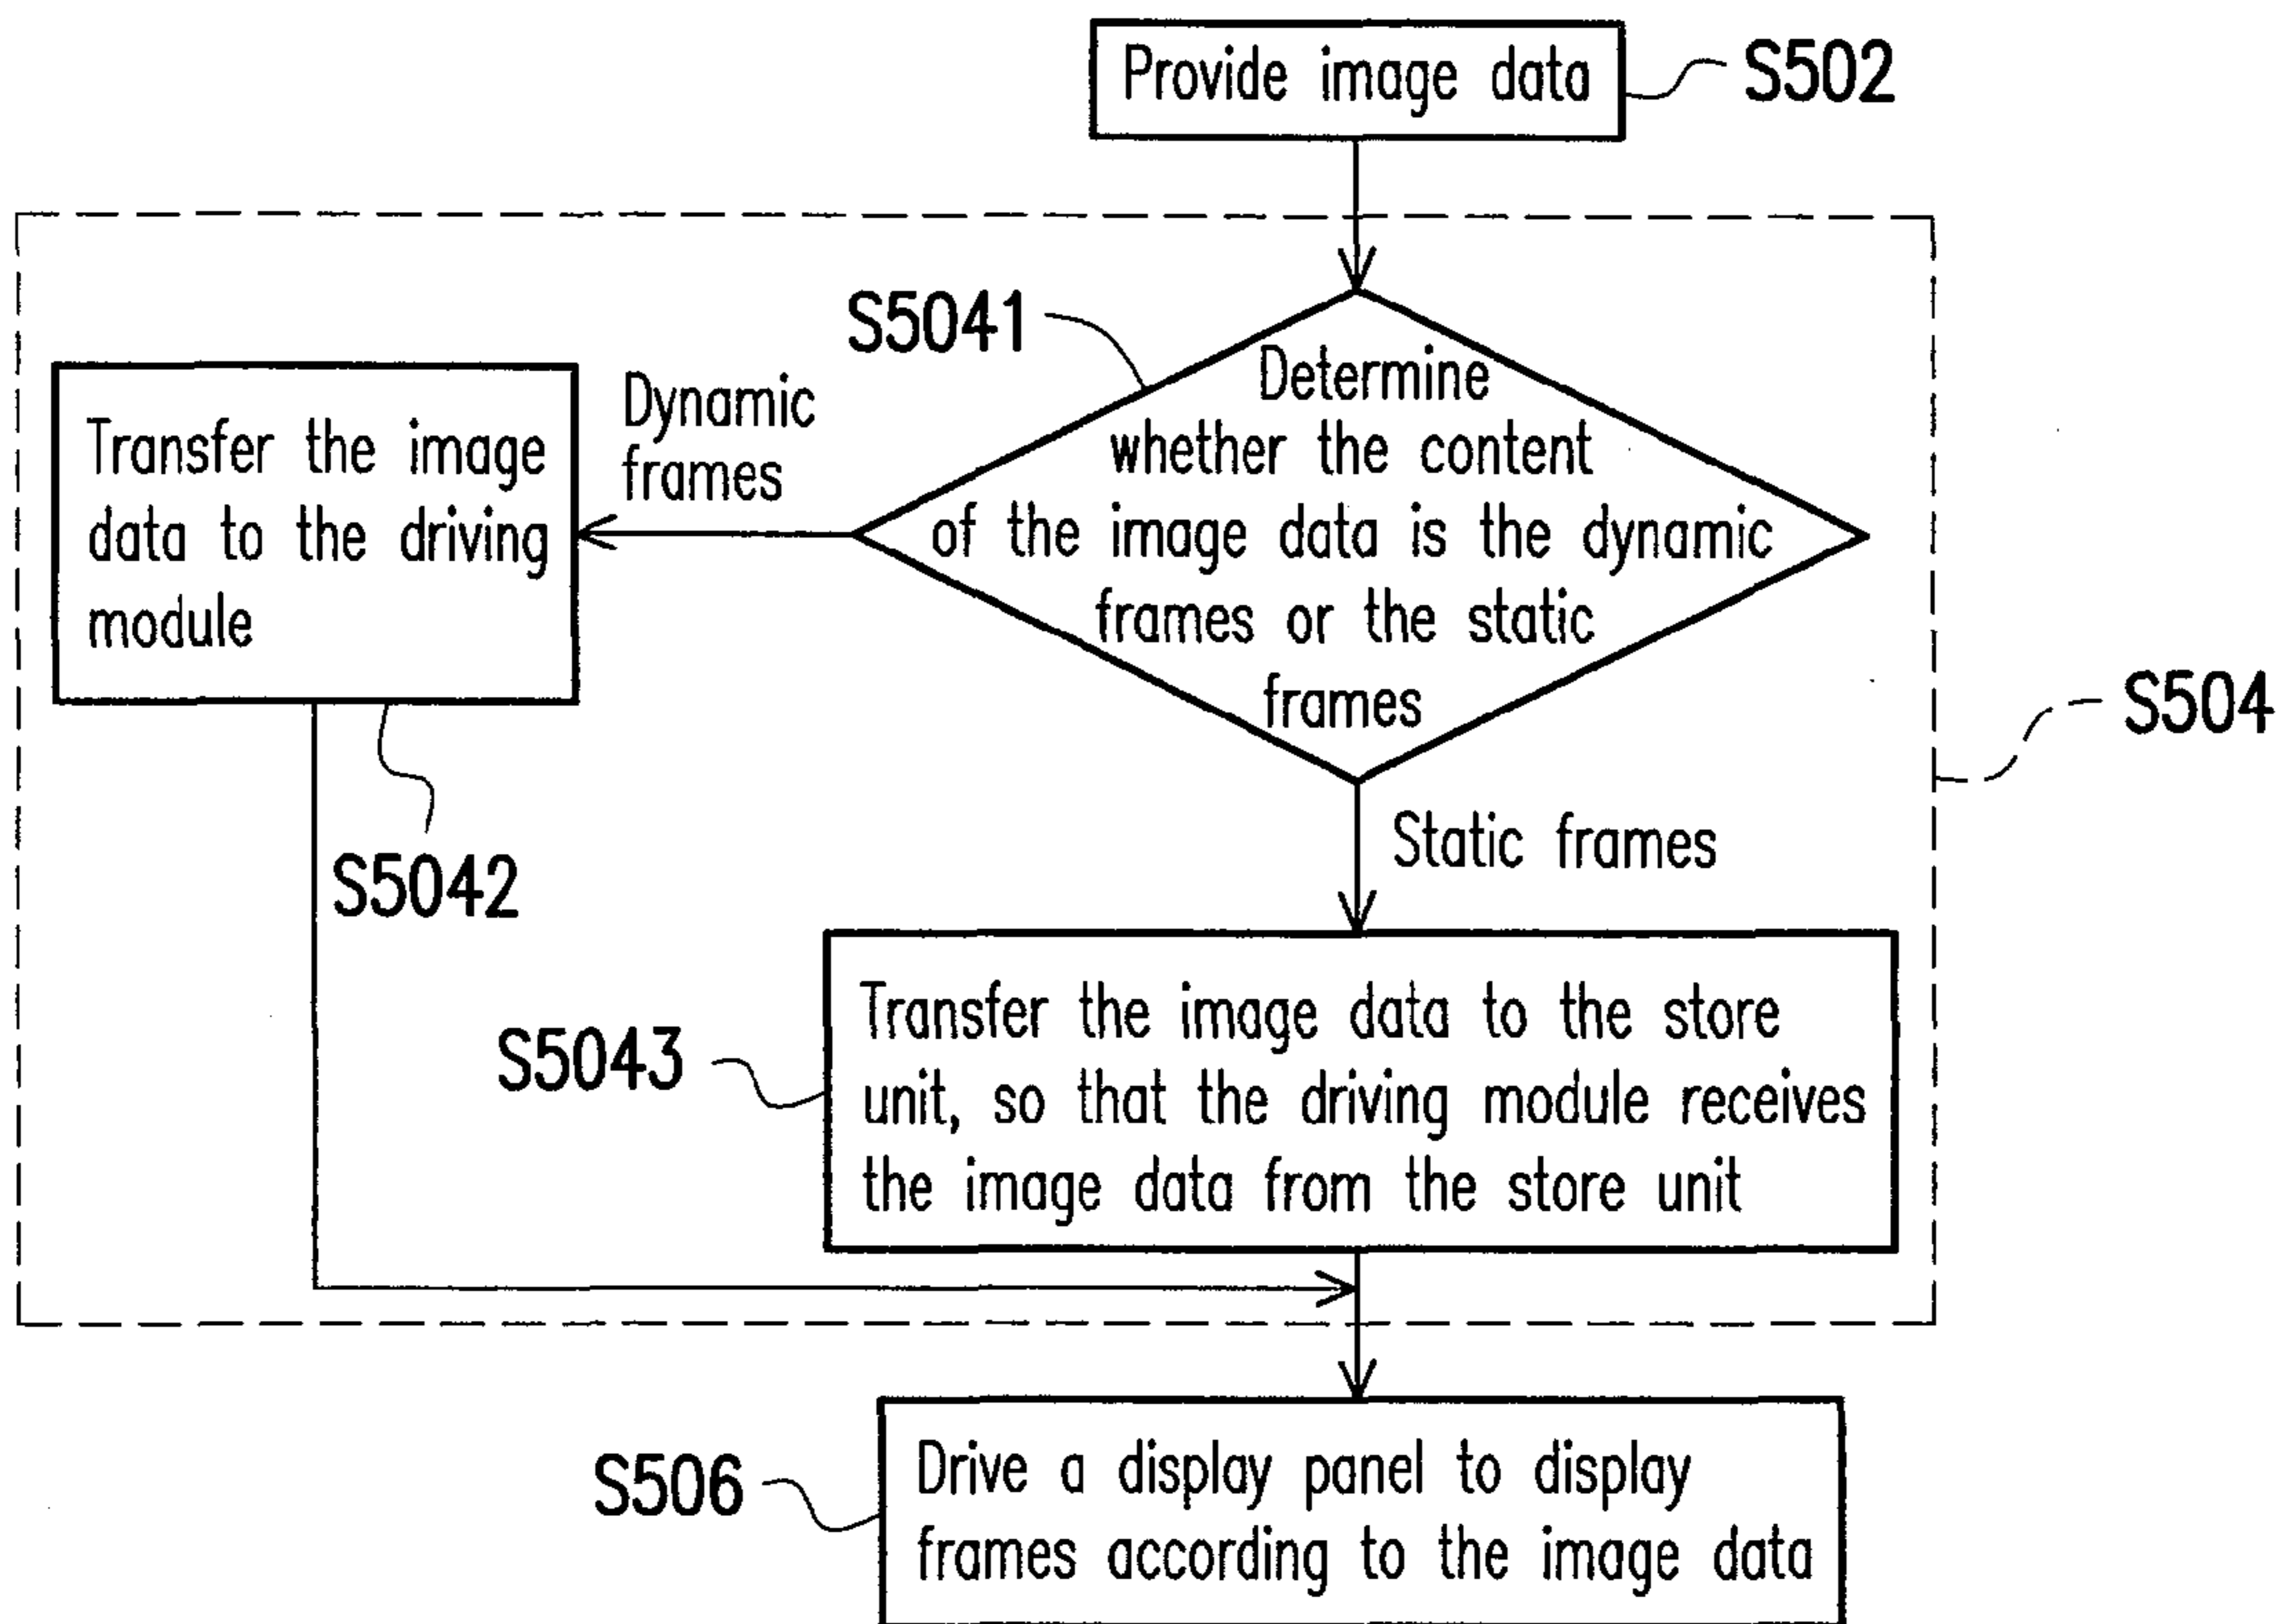 Provide image data
S502
S5041
Determine
whether the content
of the image data is the dynamic
frames or the static
frames
Dynamic
frames
Transfer the image
data to the driving
module
S5042
S504
Static frames
S5043
Transfer the image data to the store
unit, so that the driving module receives
the image data from the store unit
S506
Drive a display panel to display
frames according to the image data